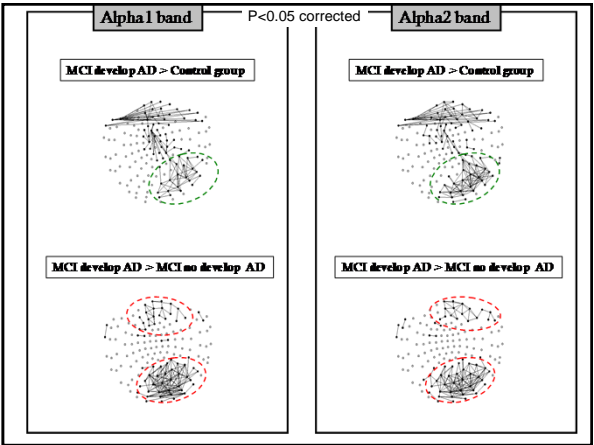 Alpha1 band
P<0.05 corrected
Alpha2 band
MCI develop AD > Control group
MCI develop AD > Control group
MCI develop AD > MCI no develop AD
MCI develop AD > MCI no develop AD